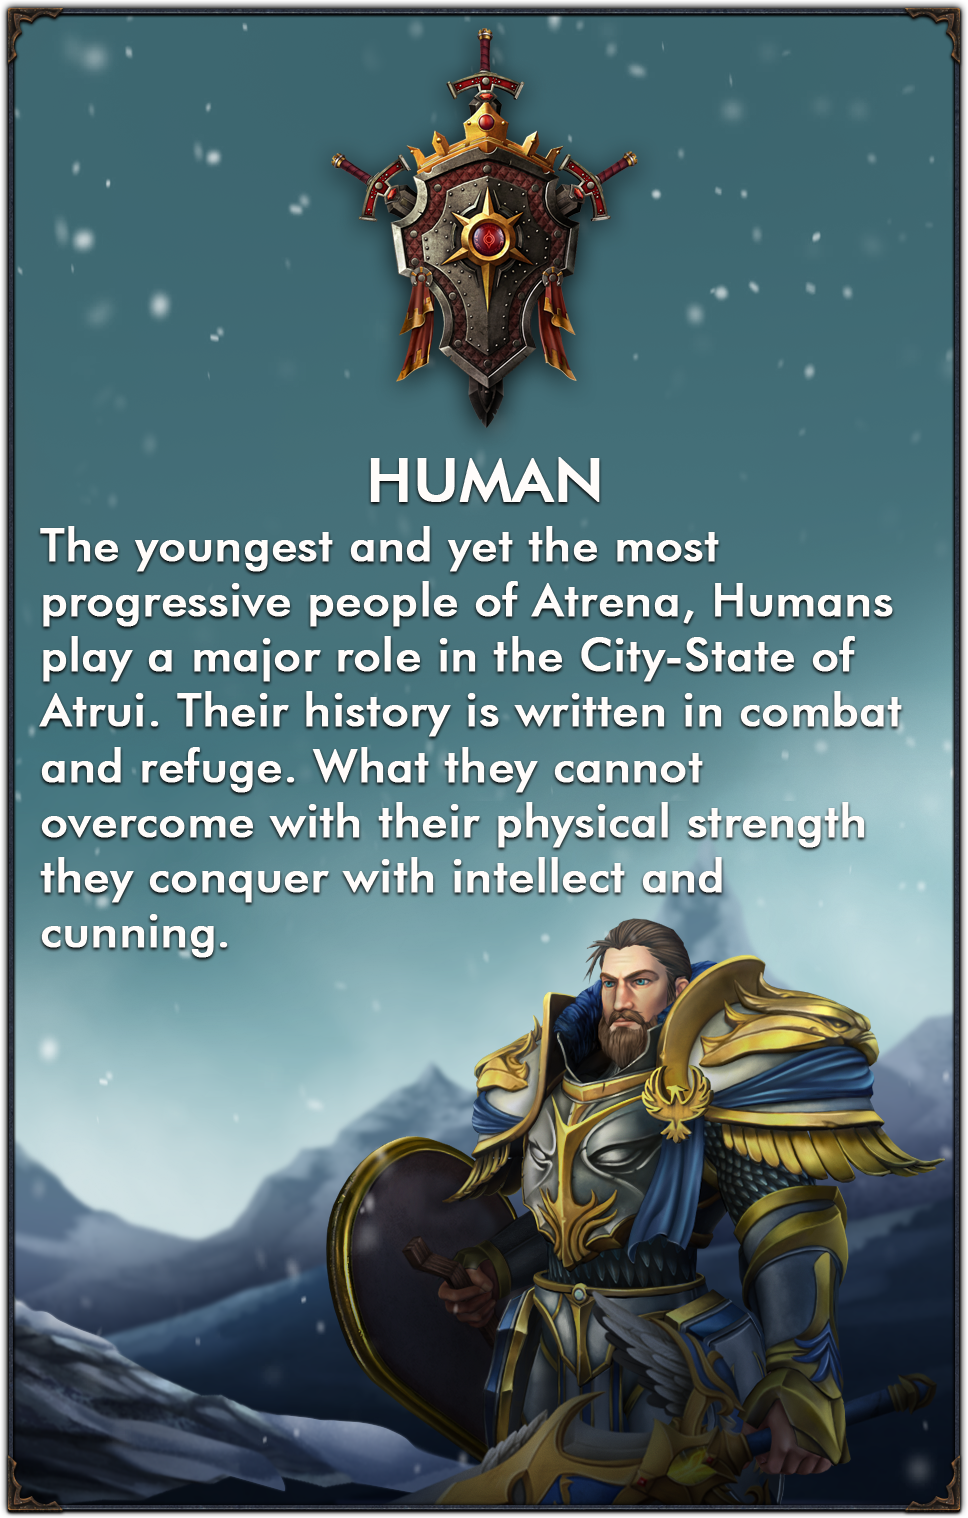 HUMAN
The youngest and yet the most
progressive people of Atrena, Humans
play a major role in the City-State of
Atrui. Their history is written in combat
and refuge. What they cannot
overcome with their physical strength
they conquer with intellect and
cunning.